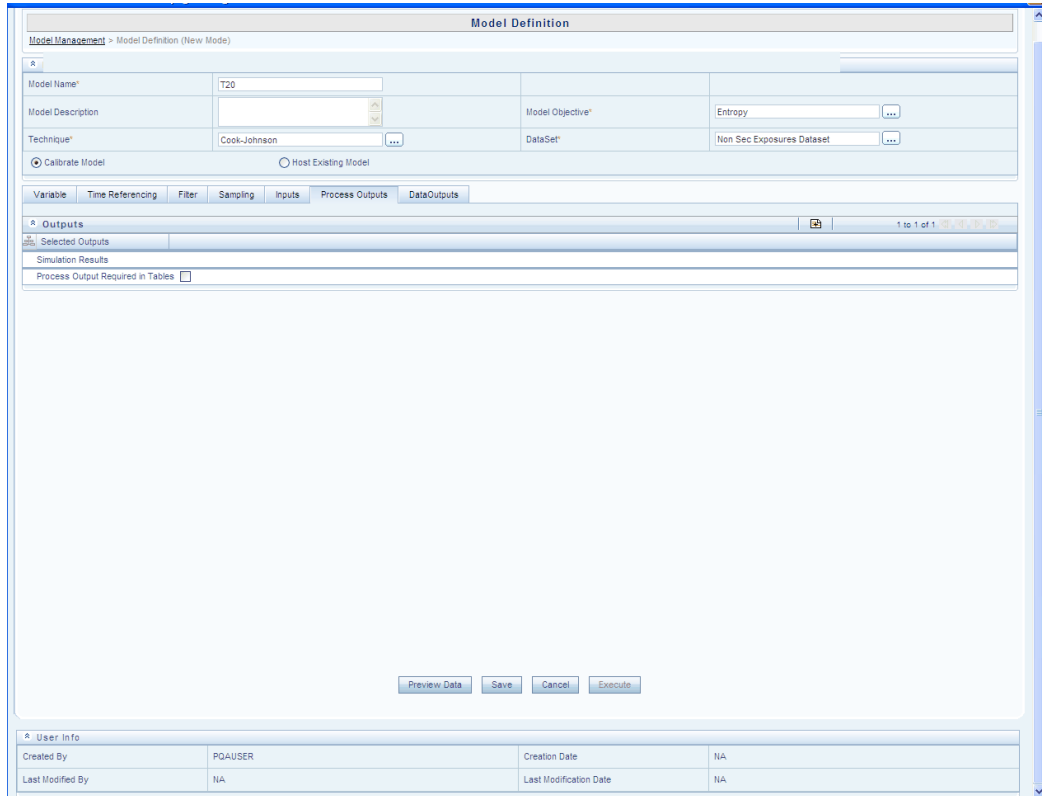 Model Definition
Model Management > Model Definition (New Mode)
Model Name* T20
Model Description Model Objective* Entropy ...
Technique* Cook-Johnson ... DataSet* Non Sec Exposures Dataset ...
Calibrate Model Host Existing Model
Variable Time Referencing Filter Sampling Inputs Process Outputs DataOutputs
Outputs 1 to 1 of 1
Selected Outputs
Simulation Results
Process Output Required in Tables
Preview Data Save Cancel Execute
User Info
Created By PQAUSER Creation Date NA
Last Modified By NA Last Modification Date NA